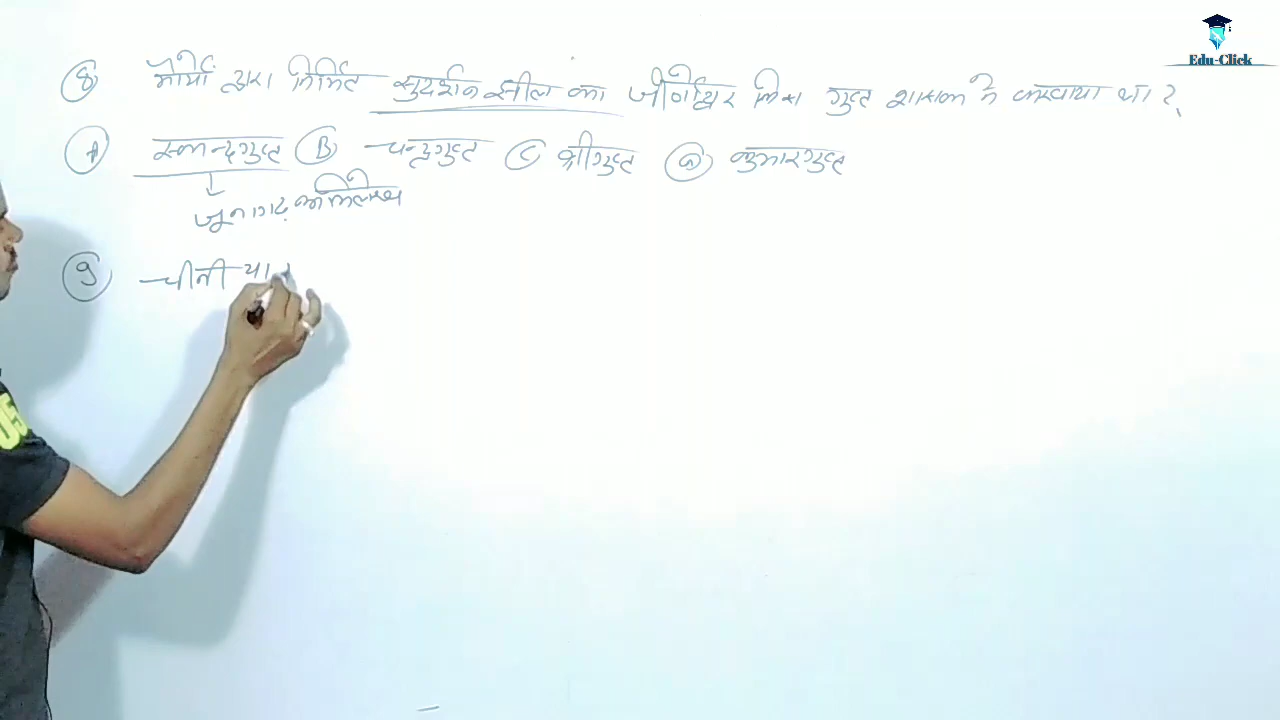 Edu-Click
8 मौर्यो द्वारा निर्मित सुदर्शन झील का जीर्णोद्धार किस गुप्त शासक ने करवाया था ?
A स्कन्दगुप्त B चन्द्रगुप्त C श्रीगुप्त D कुमारगुप्त
जूनागढ़ अभिलेख
9 चीनी या